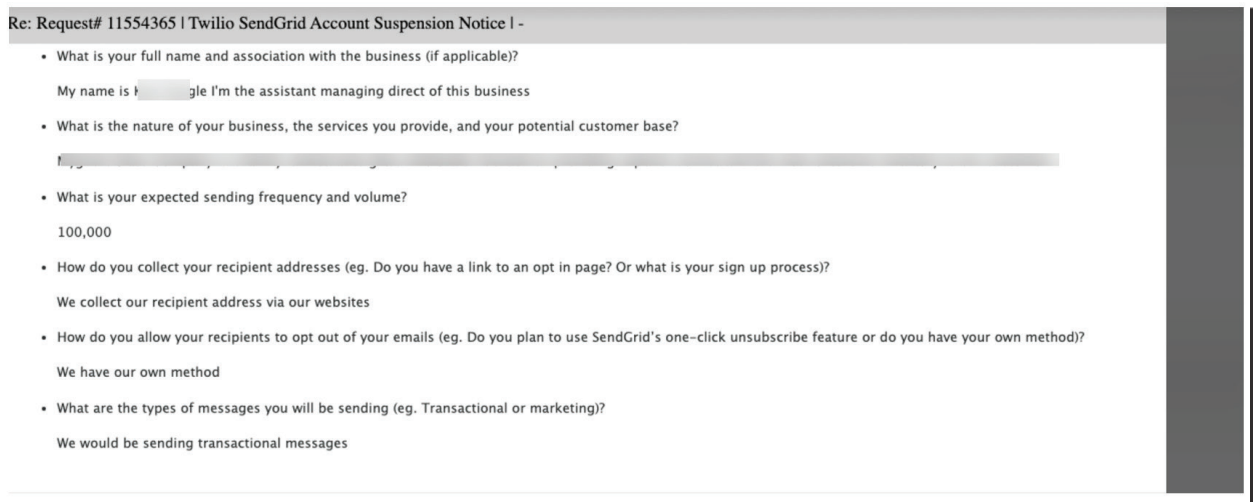 Re: Request# 11554365 | Twilio SendGrid Account Suspension Notice | -
• What is your full name and association with the business (if applicable)?
My name is gle I'm the assistant managing direct of this business
• What is the nature of your business, the services you provide, and your potential customer base?
• What is your expected sending frequency and volume?
100,000
• How do you collect your recipient addresses (eg. Do you have a link to an opt in page? Or what is your sign up process)?
We collect our recipient address via our websites
• How do you allow your recipients to opt out of your emails (eg. Do you plan to use SendGrid's one-click unsubscribe feature or do you have your own method)?
We have our own method
• What are the types of messages you will be sending (eg. Transactional or marketing)?
We would be sending transactional messages